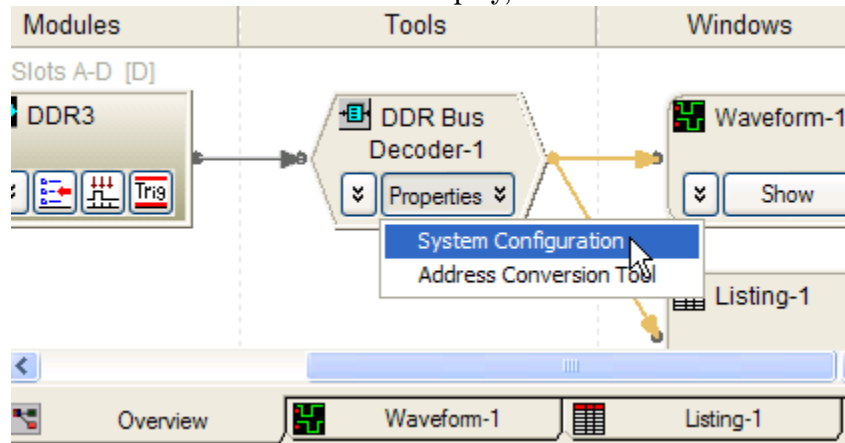 Modules Tools Windows
Slots A-D [D]
DDR3
DDR Bus
Decoder-1
Waveform-1
Trig
Properties
Show
System Configuration
Address Conversion Tool
Listing-1
Overview Waveform-1 Listing-1